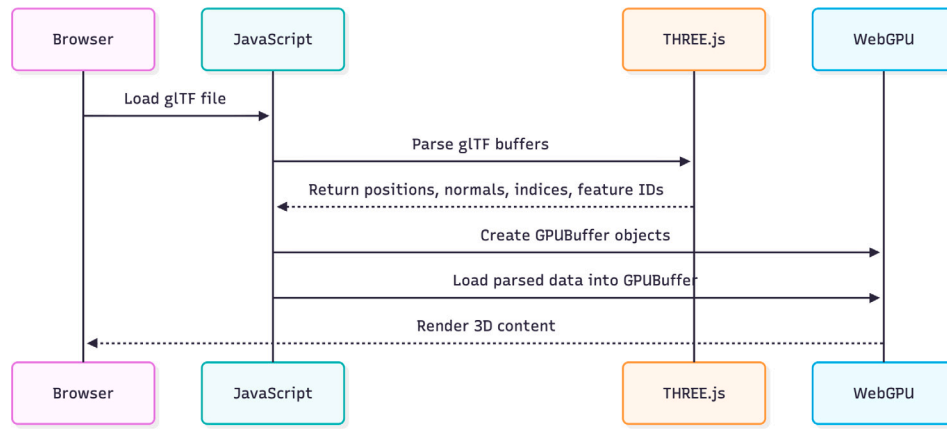 Browser
JavaScript
THREE.js
WebGPU
Load glTF file
Parse glTF buffers
Return positions, normals, indices, feature IDs
Create GPUBuffer objects
Load parsed data into GPUBuffer
Render 3D content
Browser
JavaScript
THREE.js
WebGPU